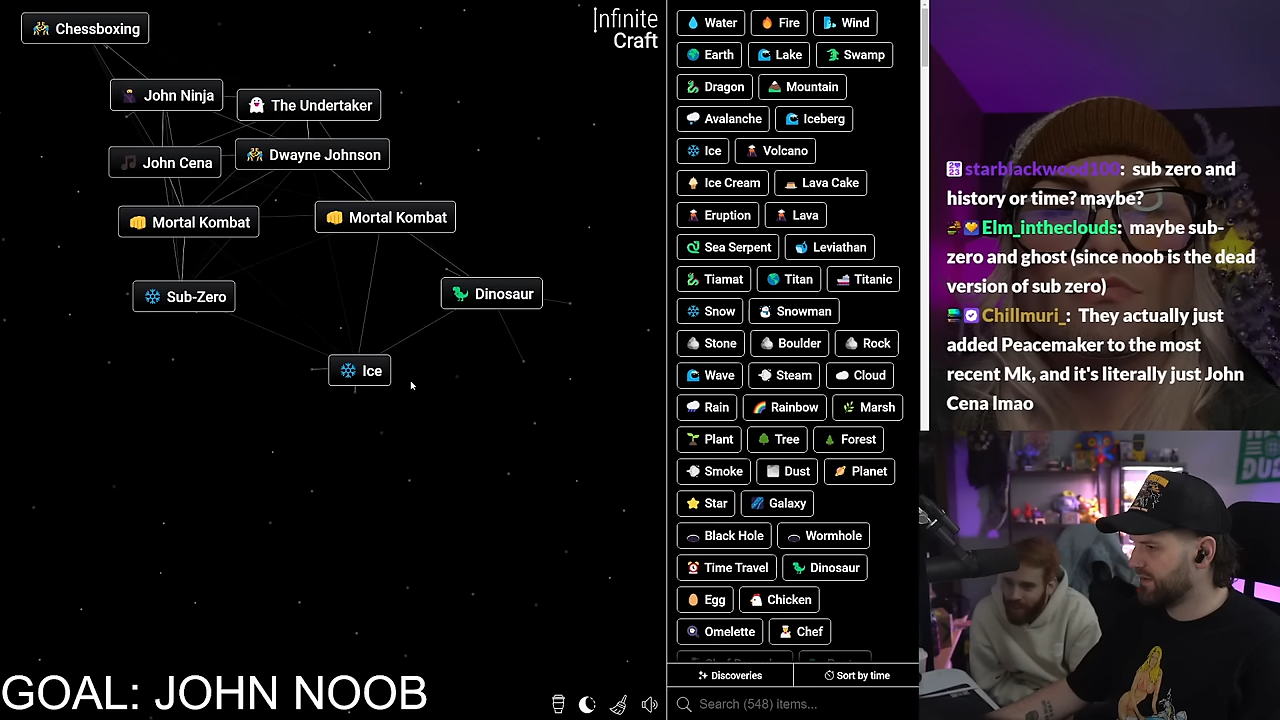 Chessboxing
Infinite
Craft
John Ninja
The Undertaker
John Cena
Dwayne Johnson
Mortal Kombat
Mortal Kombat
Sub-Zero
Dinosaur
Ice
GOAL: JOHN NOOB
Water
Fire
Wind
Earth
Lake
Swamp
Dragon
Mountain
Avalanche
Iceberg
Ice
Volcano
Ice Cream
Lava Cake
Eruption
Lava
Sea Serpent
Leviathan
Tiamat
Titan
Titanic
Snow
Snowman
Stone
Boulder
Rock
Wave
Steam
Cloud
Rain
Rainbow
Marsh
Plant
Tree
Forest
Smoke
Dust
Planet
Star
Galaxy
Black Hole
Wormhole
Time Travel
Dinosaur
Egg
Chicken
Omelette
Chef
Discoveries
Sort by time
Search (548) items...
starblackwood100: sub zero and
history or time? maybe?
Elm_intheclouds: maybe sub-
zero and ghost (since noob is the dead
version of sub zero)
Chillmuri_: They actually just
added Peacemaker to the most
recent Mk, and it's literally just John
Cena lmao